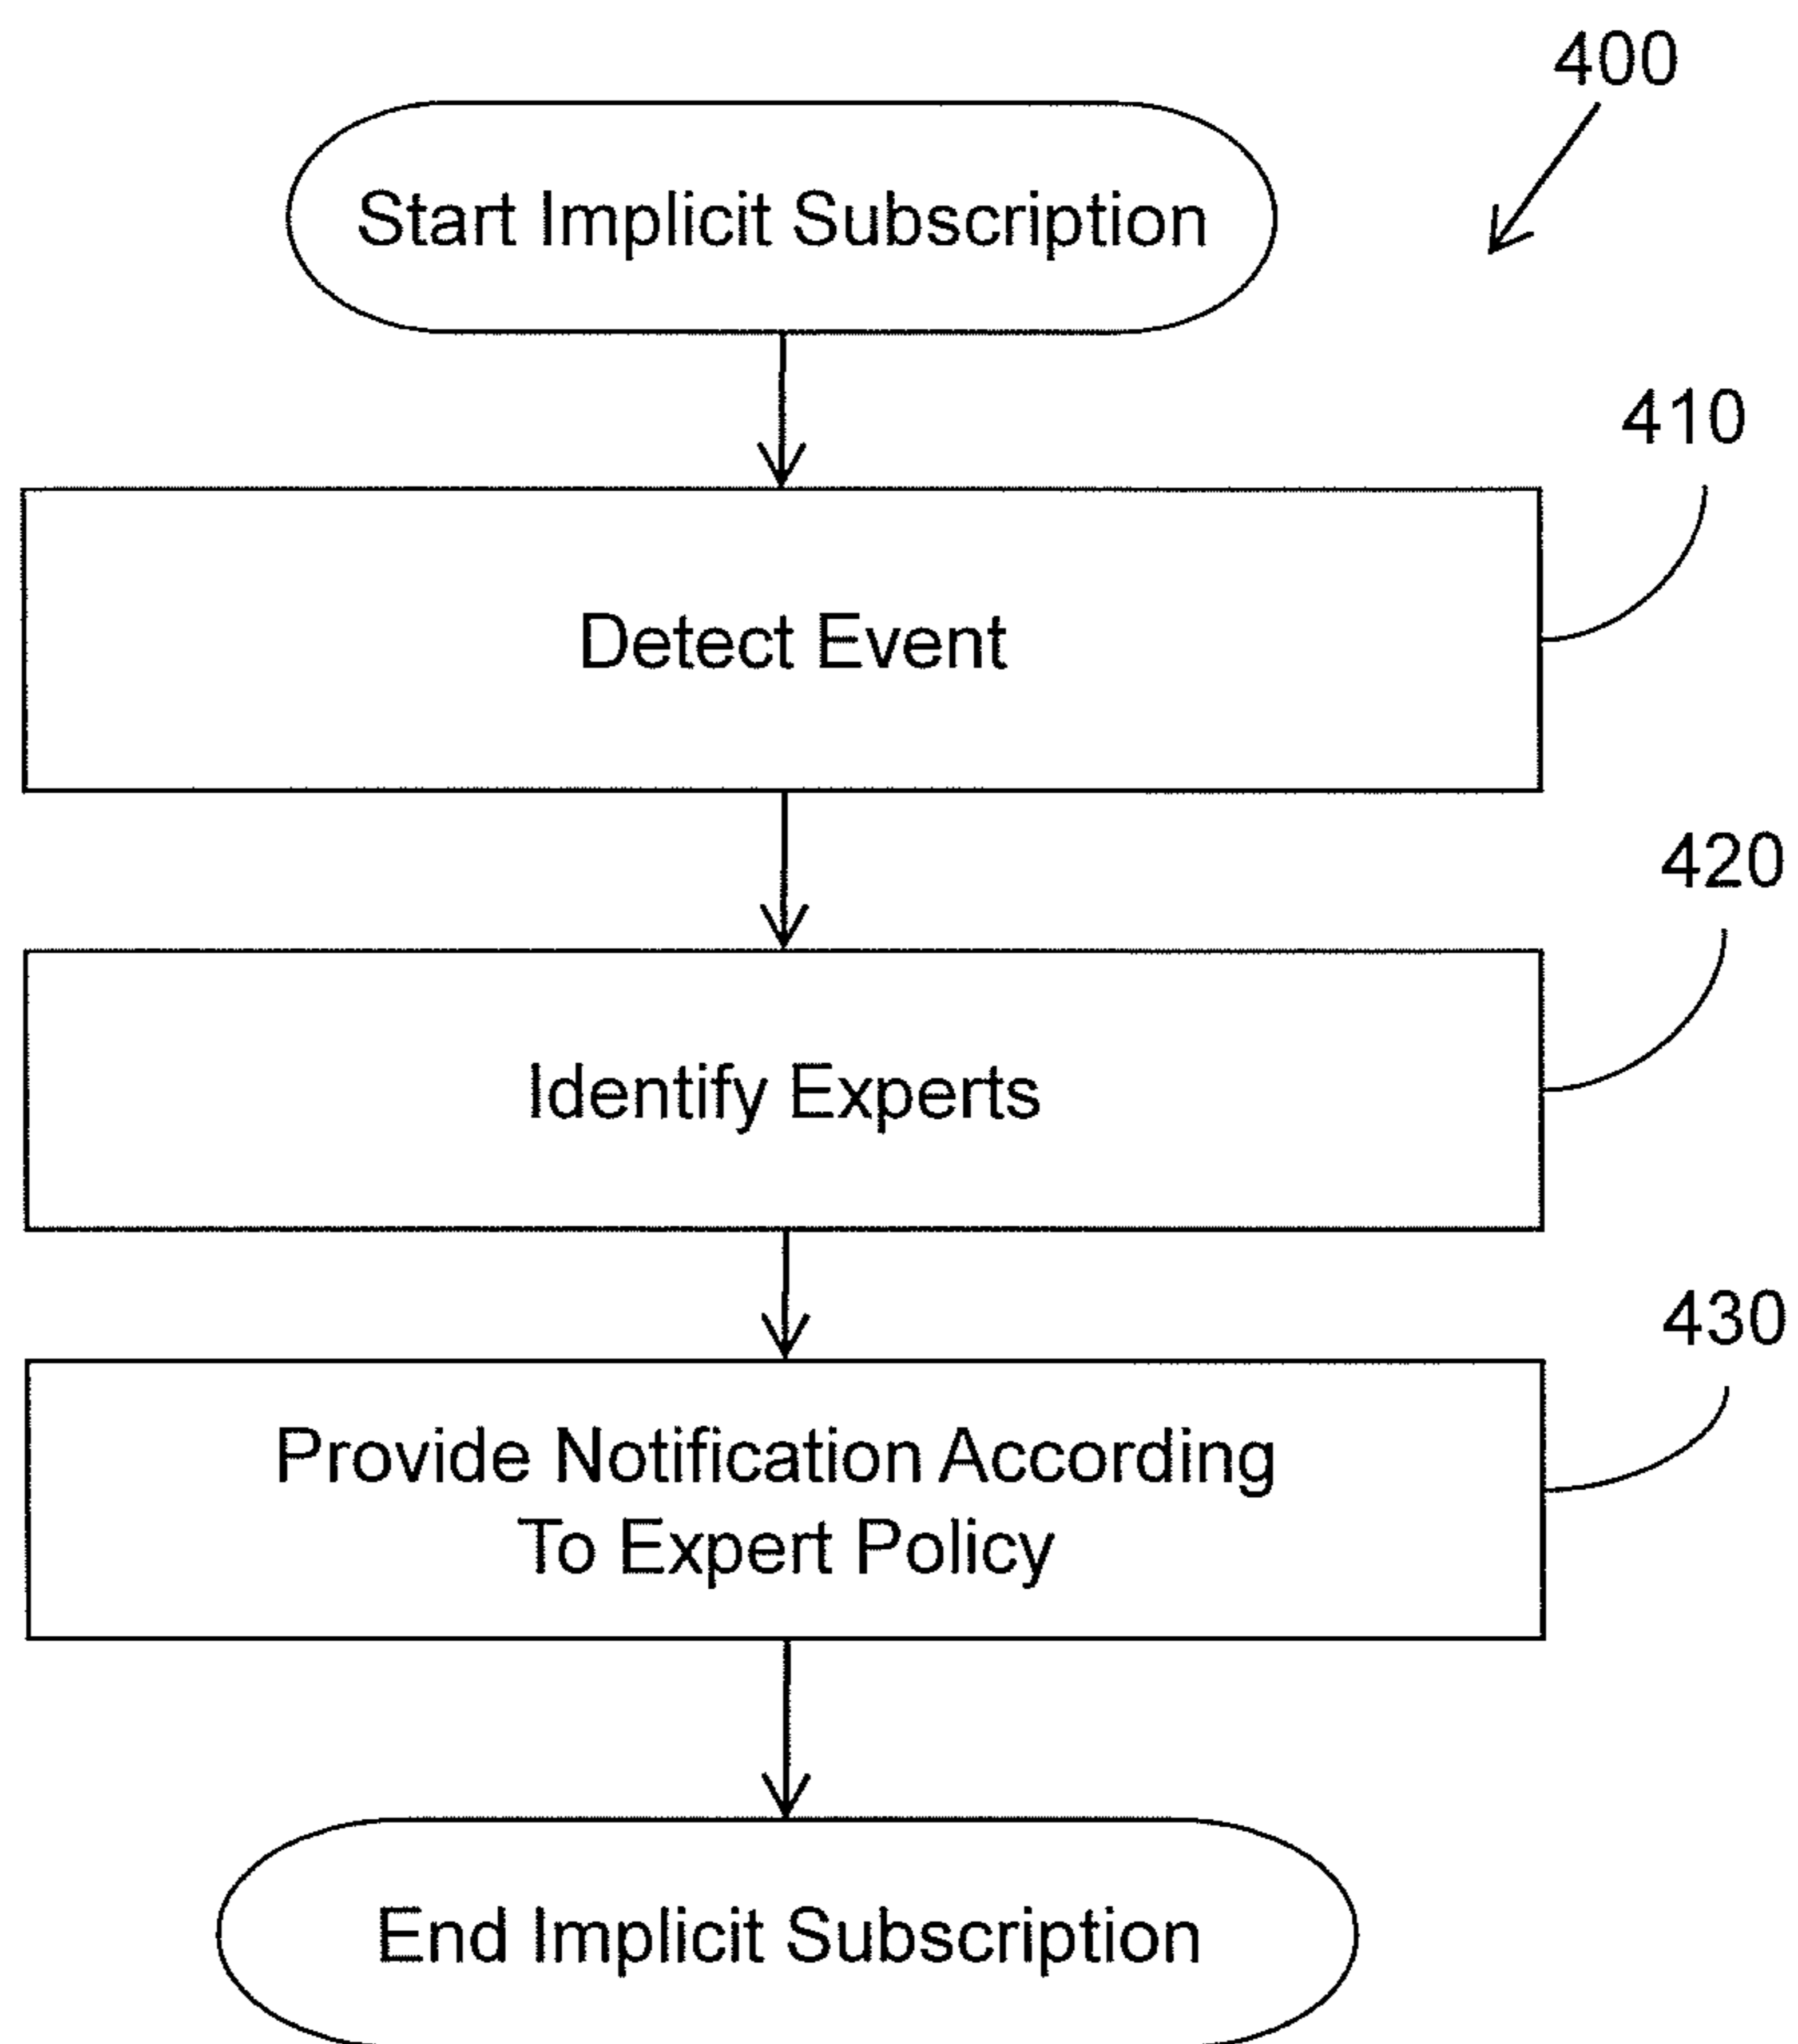 400
Start Implicit Subscription
410
Detect Event
420
Identify Experts
430
Provide Notification According
To Expert Policy
End Implicit Subscription